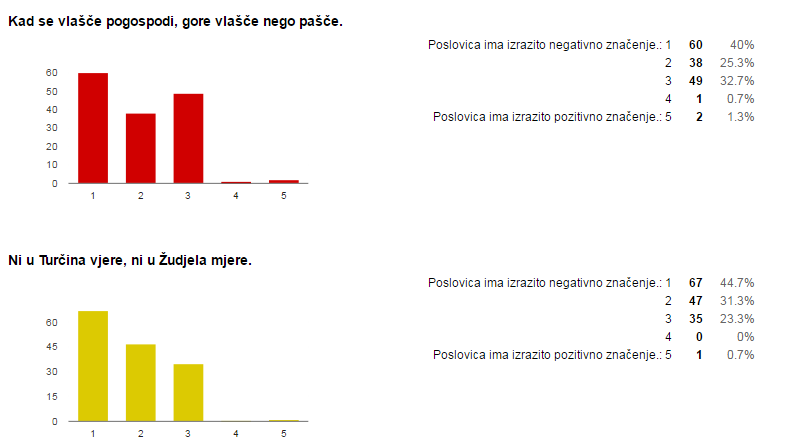 Kad se vlašče pogospodi, gore vlašče nego pašče.
Poslovica ima izrazito negativno značenje.: 1 60 40%
2 38 25.3%
3 49 32.7%
4 1 0.7%
Poslovica ima izrazito pozitivno značenje.: 5 2 1.3%
60
50
40
30
20
10
0
1 2 3 4 5
Ni u Turčina vjere, ni u Žudjela mjere.
Poslovica ima izrazito negativno značenje.: 1 67 44.7%
2 47 31.3%
3 35 23.3%
4 0 0%
Poslovica ima izrazito pozitivno značenje.: 5 1 0.7%
60
45
30
15
0
1 2 3 4 5